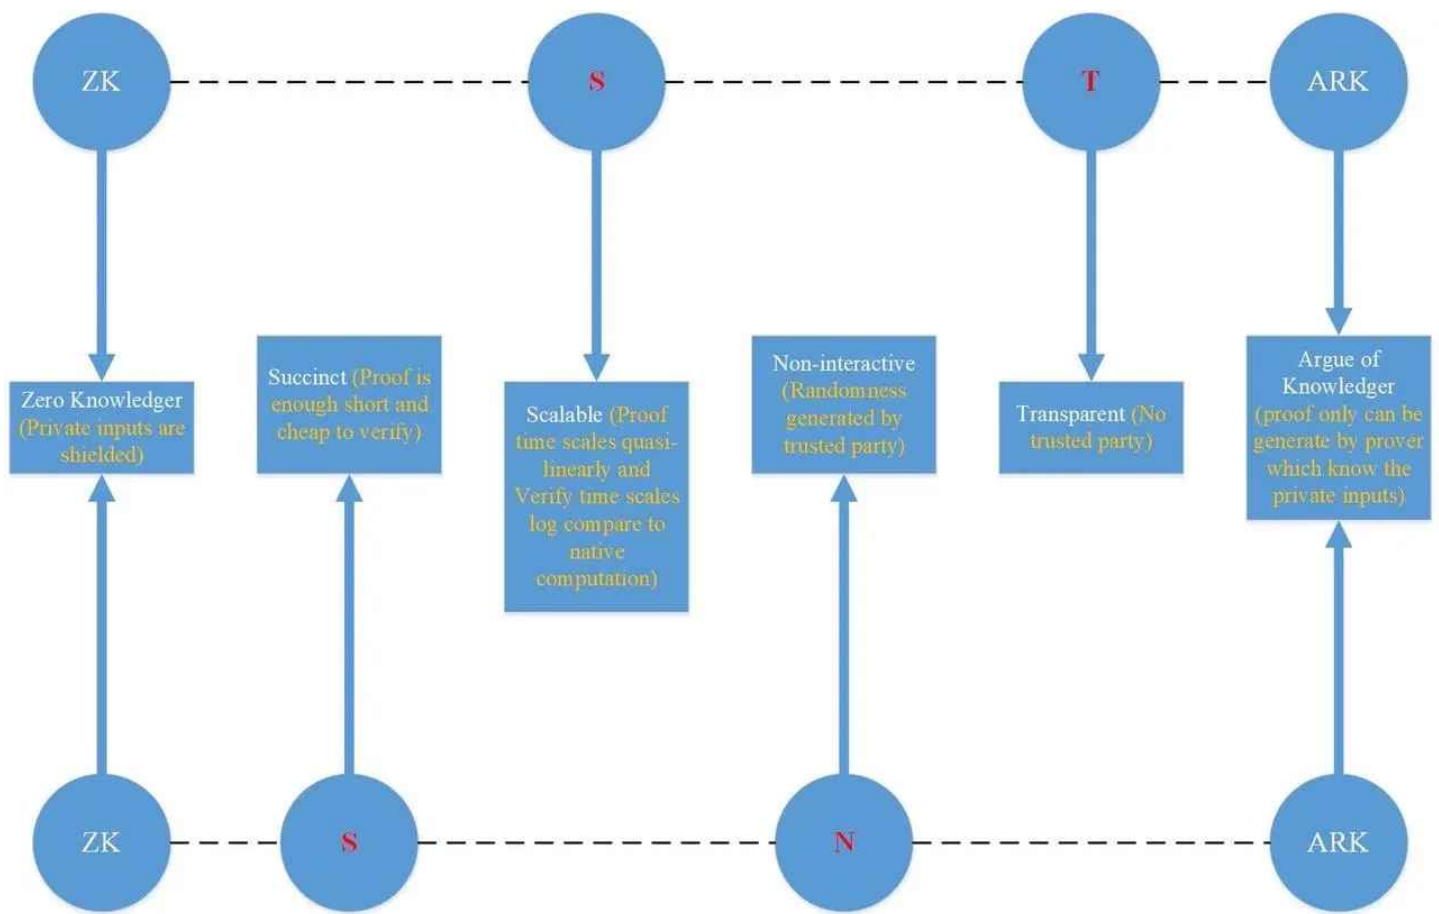 ZK
S
T
ARK
Zero Knowledger
(Private inputs are
shielded)
Succinct (Proof is
enough short and
cheap to verify)
Scalable (Proof
time scales quasi-
linearly and
Verify time scales
log compare to
native
computation)
Non-interactive
(Randomness
generated by
trusted party)
Transparent (No
trusted party)
Argue of
Knowledger
(proof only can be
generate by prover
which know the
private inputs)
ZK
S
N
ARK